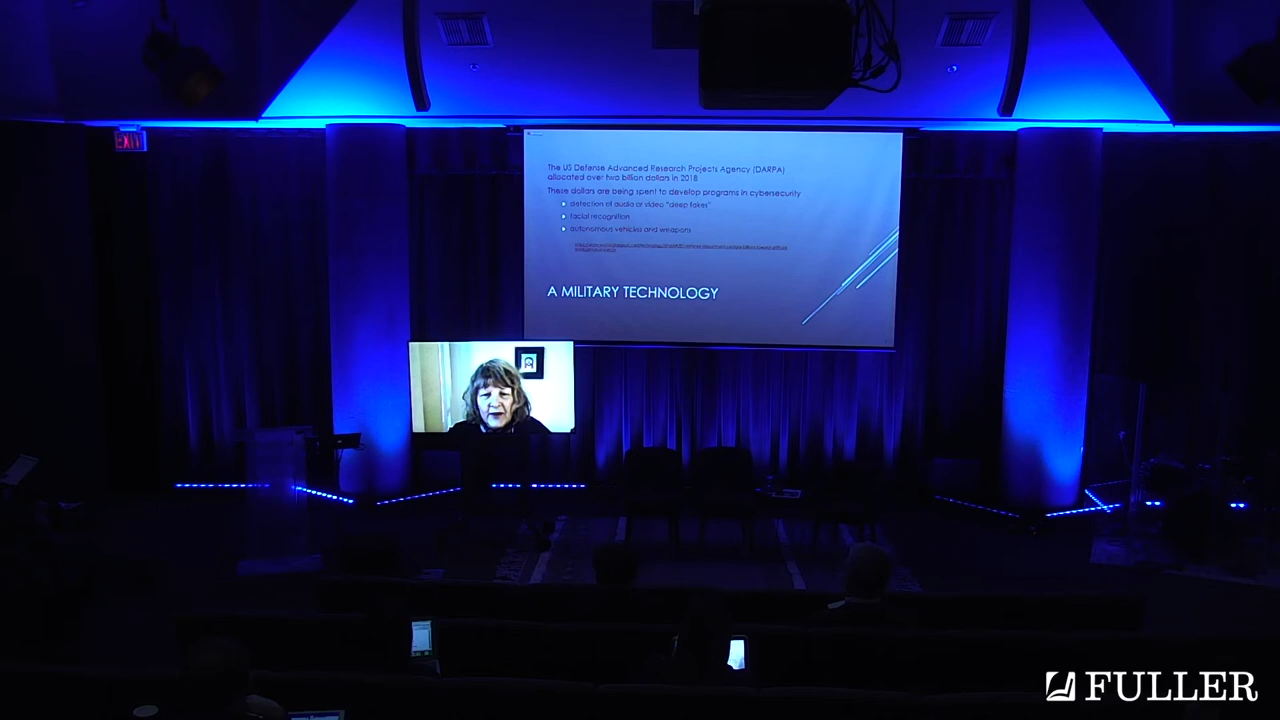 EXIT
The US Defense Advanced Research Projects Agency (DARPA)
allocated over two billion dollars in 2018
These dollars are being spent to develop programs in cybersecurity
detection of audio or video "deep fakes"
facial recognition
autonomous vehicles and weapons
A MILITARY TECHNOLOGY
FULLER